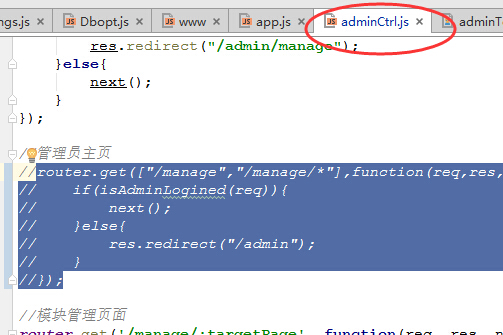 ngs.js × Dbopt.js × www × app.js × adminCtrl.js × adminT
res.redirect("/admin/manage");
}else{
next();
}
});
//管理员主页
//router.get(["/manage","/manage/*"],function(req,res,
// if(isAdminLogined(req)){
// next();
// }else{
// res.redirect("/admin");
// }
//});
//模块管理页面
router.get('/manage/:targetPage', function(req, res,